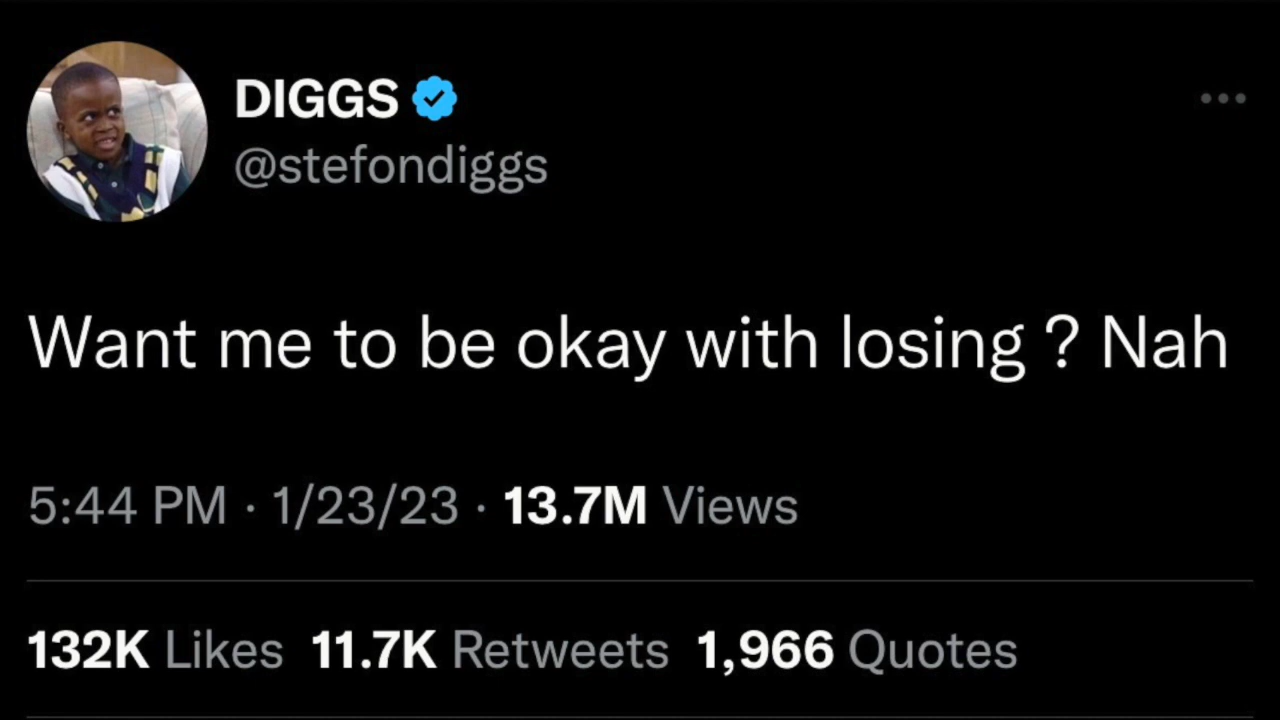 DIGGS
@stefondiggs
Want me to be okay with losing ? Nah
5:44 PM · 1/23/23 · 13.7M Views
132K Likes 11.7K Retweets 1,966 Quotes